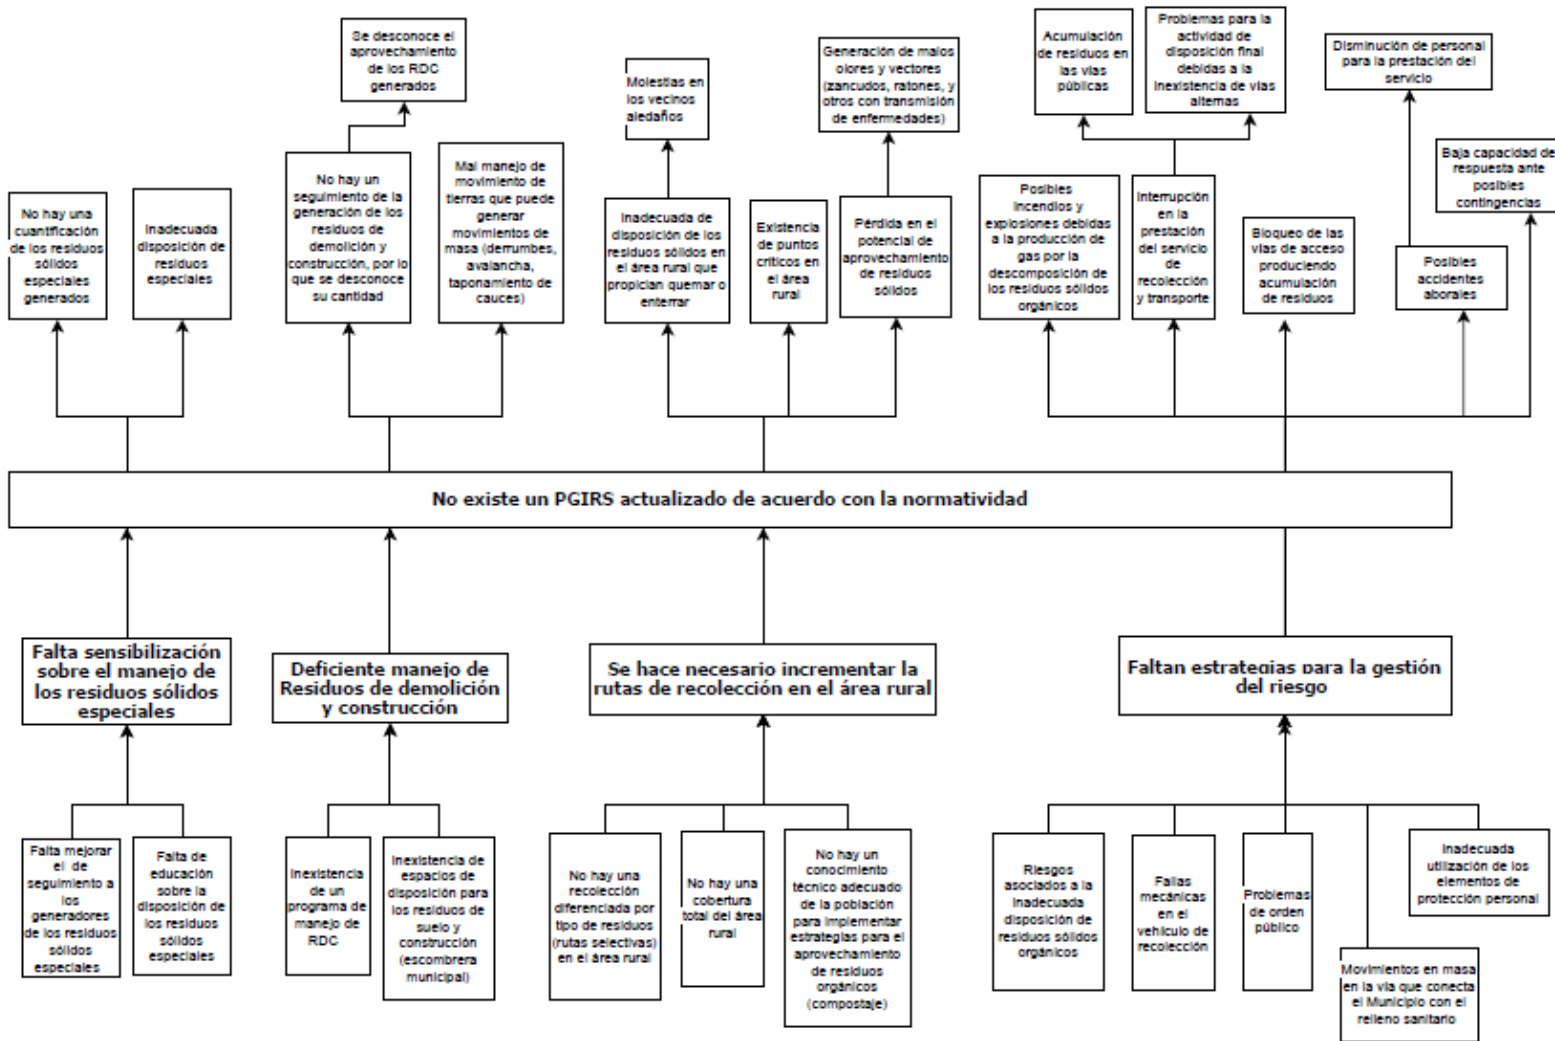 Se desconoce el
aprovechamiento
de los RDC
generados
Molestias en
los vecinos
aledaños
Generación de malos
olores y vectores
(zancudos, ratones, y
otros con transmisión
de enfermedades)
Acumulación
de residuos en
las vías
públicas
Problemas para la
actividad de
disposición final
debidas a la
inexistencia de vías
alternas
Disminución de personal
para la prestación del
servicio
Baja capacidad de
respuesta ante
posibles
contingencias
No hay una
cuantificación
de los residuos
sólidos
especiales
generados
Inadecuada
disposición de
residuos
especiales
No hay un
seguimiento de la
generación de los
residuos de
demolición y
construcción, por lo
que se desconoce
su cantidad
Mal manejo de
movimiento de
tierras que puede
generar
movimientos de
masa (derrumbes,
avalancha,
taponamiento de
cauces)
Inadecuada de
disposición de los
residuos sólidos en
el área rural que
propician quemar o
enterrar
Existencia
de puntos
críticos en
el área
rural
Pérdida en el
potencial de
aprovechamiento
de residuos
sólidos
Posibles
incendios y
explosiones debidas
a la producción de
gas por la
descomposición de
los residuos sólidos
orgánicos
Interrupción
en la
prestación
del servicio
de
recolección
y transporte
Bloqueo de las
vías de acceso
produciendo
acumulación
de residuos
Posibles
accidentes
aborales
No existe un PGIRS actualizado de acuerdo con la normatividad
Falta sensibilización
sobre el manejo de
los residuos sólidos
especiales
Deficiente manejo de
Residuos de demolición
y construcción
Se hace necesario incrementar la
rutas de recolección en el área rural
Faltan estrategias para la gestión
del riesgo
Falta mejorar
el de
seguimiento a
los
generadores
de los residuos
sólidos
especiales
Falta de
educación
sobre la
disposición de
los residuos
sólidos
especiales
Inexistencia
de un
programa de
manejo de
RDC
Inexistencia de
espacios de
disposición para
los residuos de
suelo y
construcción
(escombrera
municipal)
No hay una
recolección
diferenciada por
tipo de residuos
(rutas selectivas)
en el área rural
No hay una
cobertura
total del área
rural
No hay un
conocimiento
técnico adecuado
de la población
para implementar
estrategias para el
aprovechamiento
de residuos
orgánicos
(compostaje)
Riesgos
asociados a la
inadecuada
disposición de
residuos sólidos
orgánicos
Fallas
mecánicas
en el
vehículo de
recolección
Problemas
de orden
público
Movimientos en masa
en la vía que conecta
el Municipio con el
relleno sanitario
Inadecuada
utilización de los
elementos de
protección personal